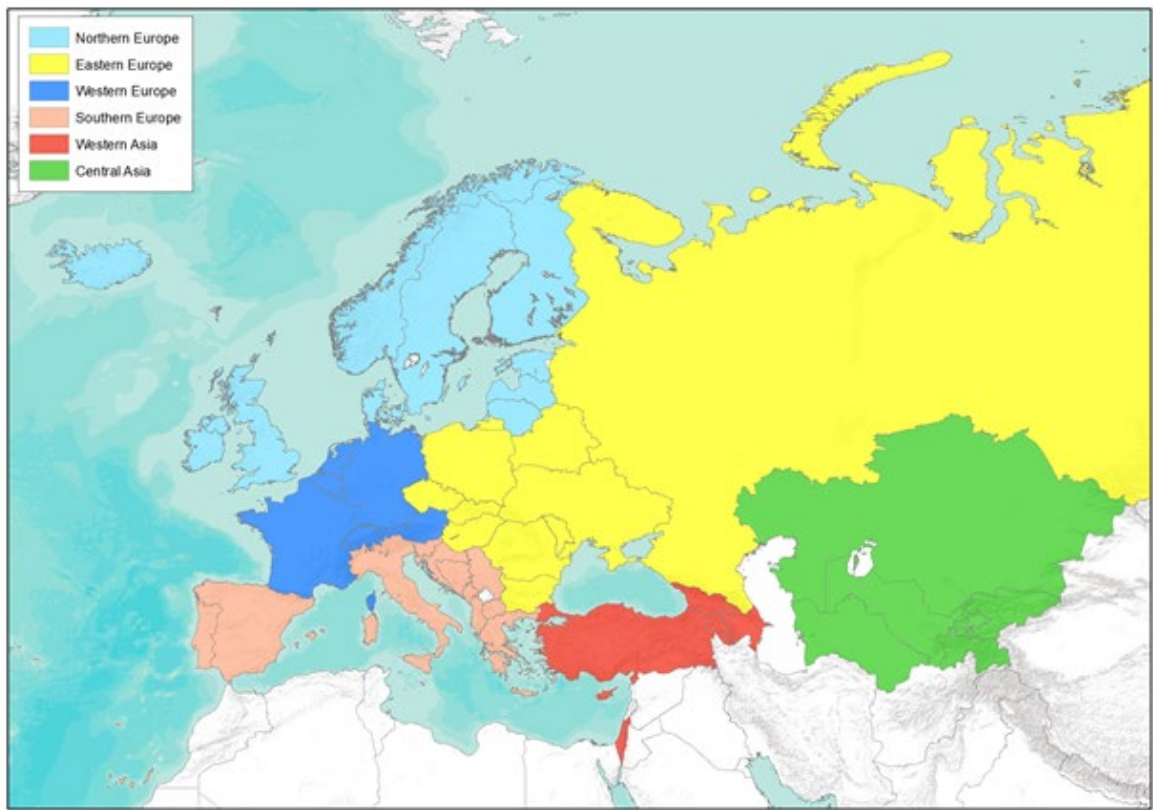 Northern Europe
Eastern Europe
Western Europe
Southern Europe
Western Asia
Central Asia